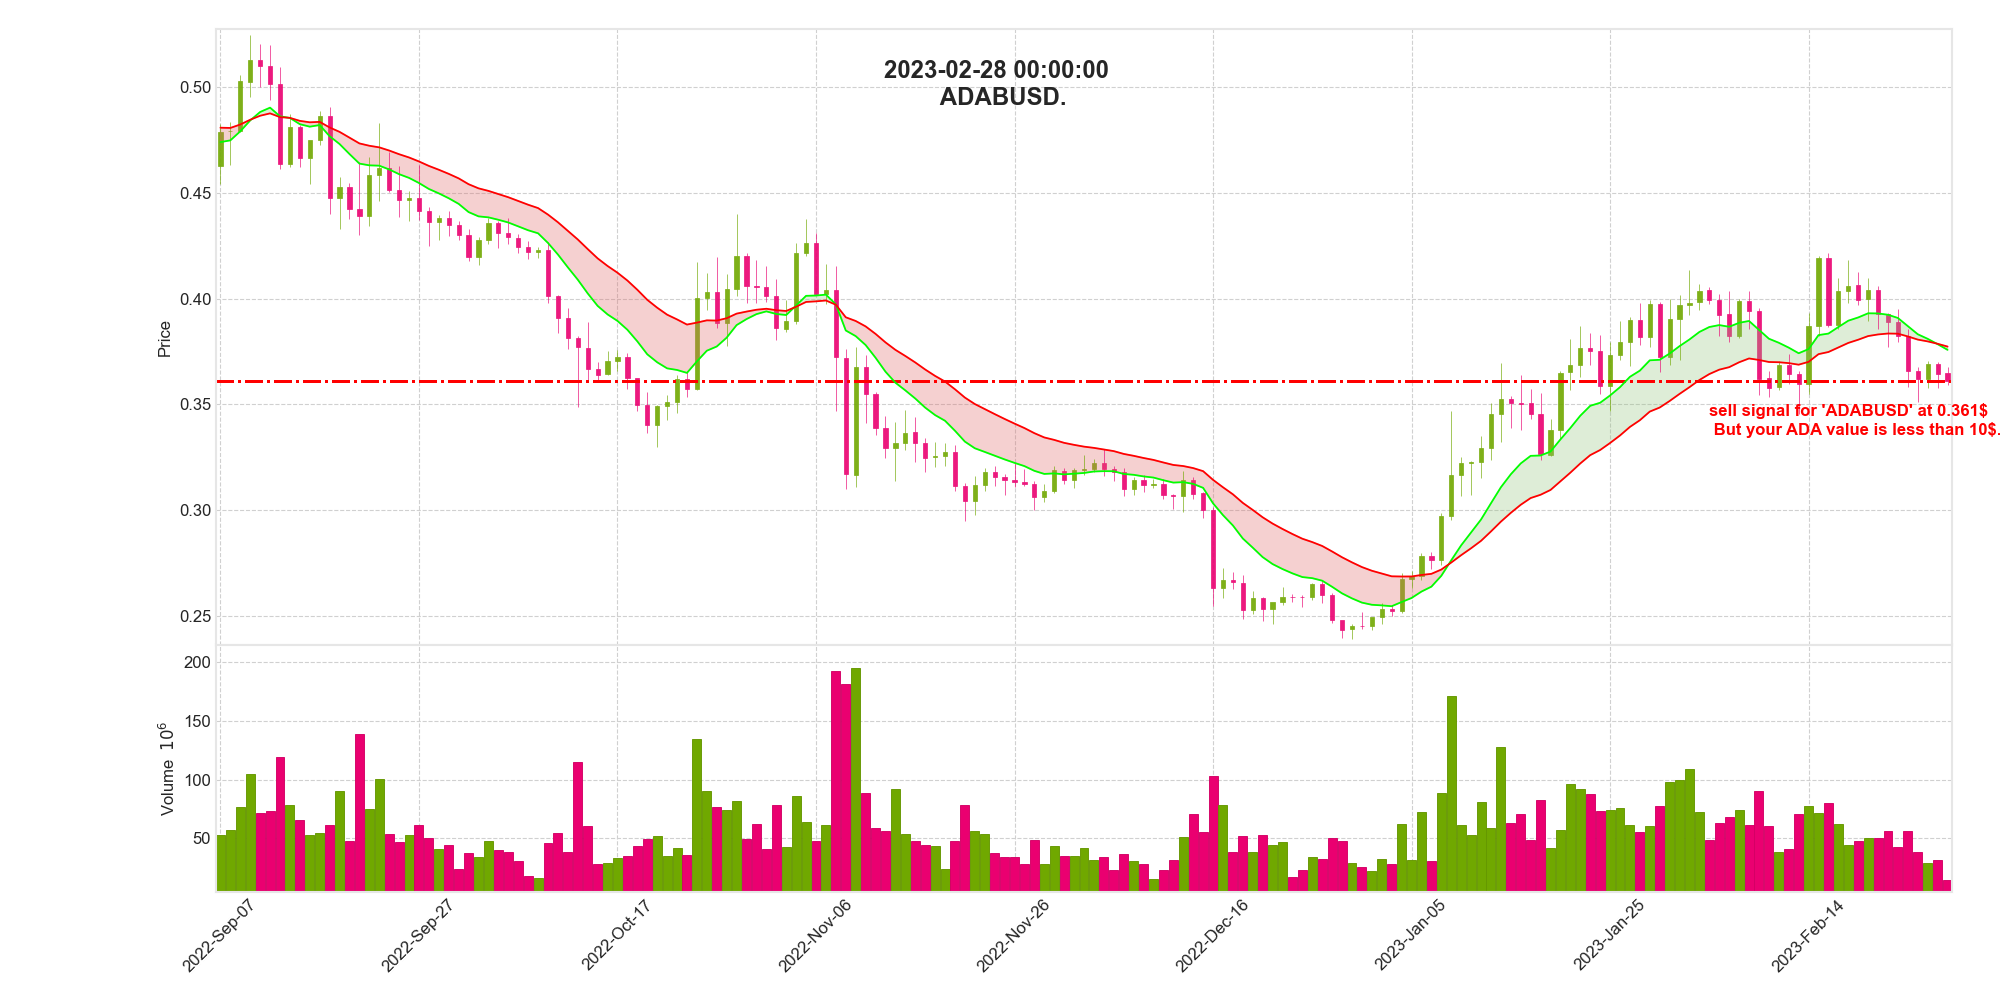 2023-02-28 00:00:00
ADABUSD.
Price
0.50
0.45
0.40
0.35
0.30
0.25
sell signal for 'ADABUSD' at 0.361$
But your ADA value is less than 10$.
Volume 10⁶
200
150
100
50
2022-Sep-07
2022-Sep-27
2022-Oct-17
2022-Nov-06
2022-Nov-26
2022-Dec-16
2023-Jan-05
2023-Jan-25
2023-Feb-14